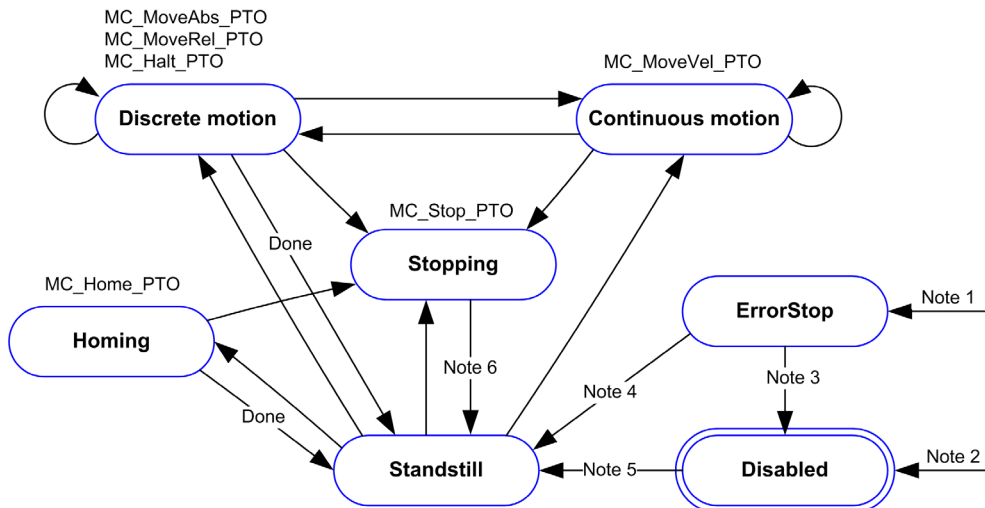 MC_MoveAbs_PTO
MC_MoveRel_PTO
MC_Halt_PTO
MC_MoveVel_PTO
Discrete motion
Continuous motion
MC_Stop_PTO
Done
Stopping
MC_Home_PTO
ErrorStop
Note 1
Homing
Note 6
Note 3
Note 4
Done
Standstill
Note 5
Disabled
Note 2